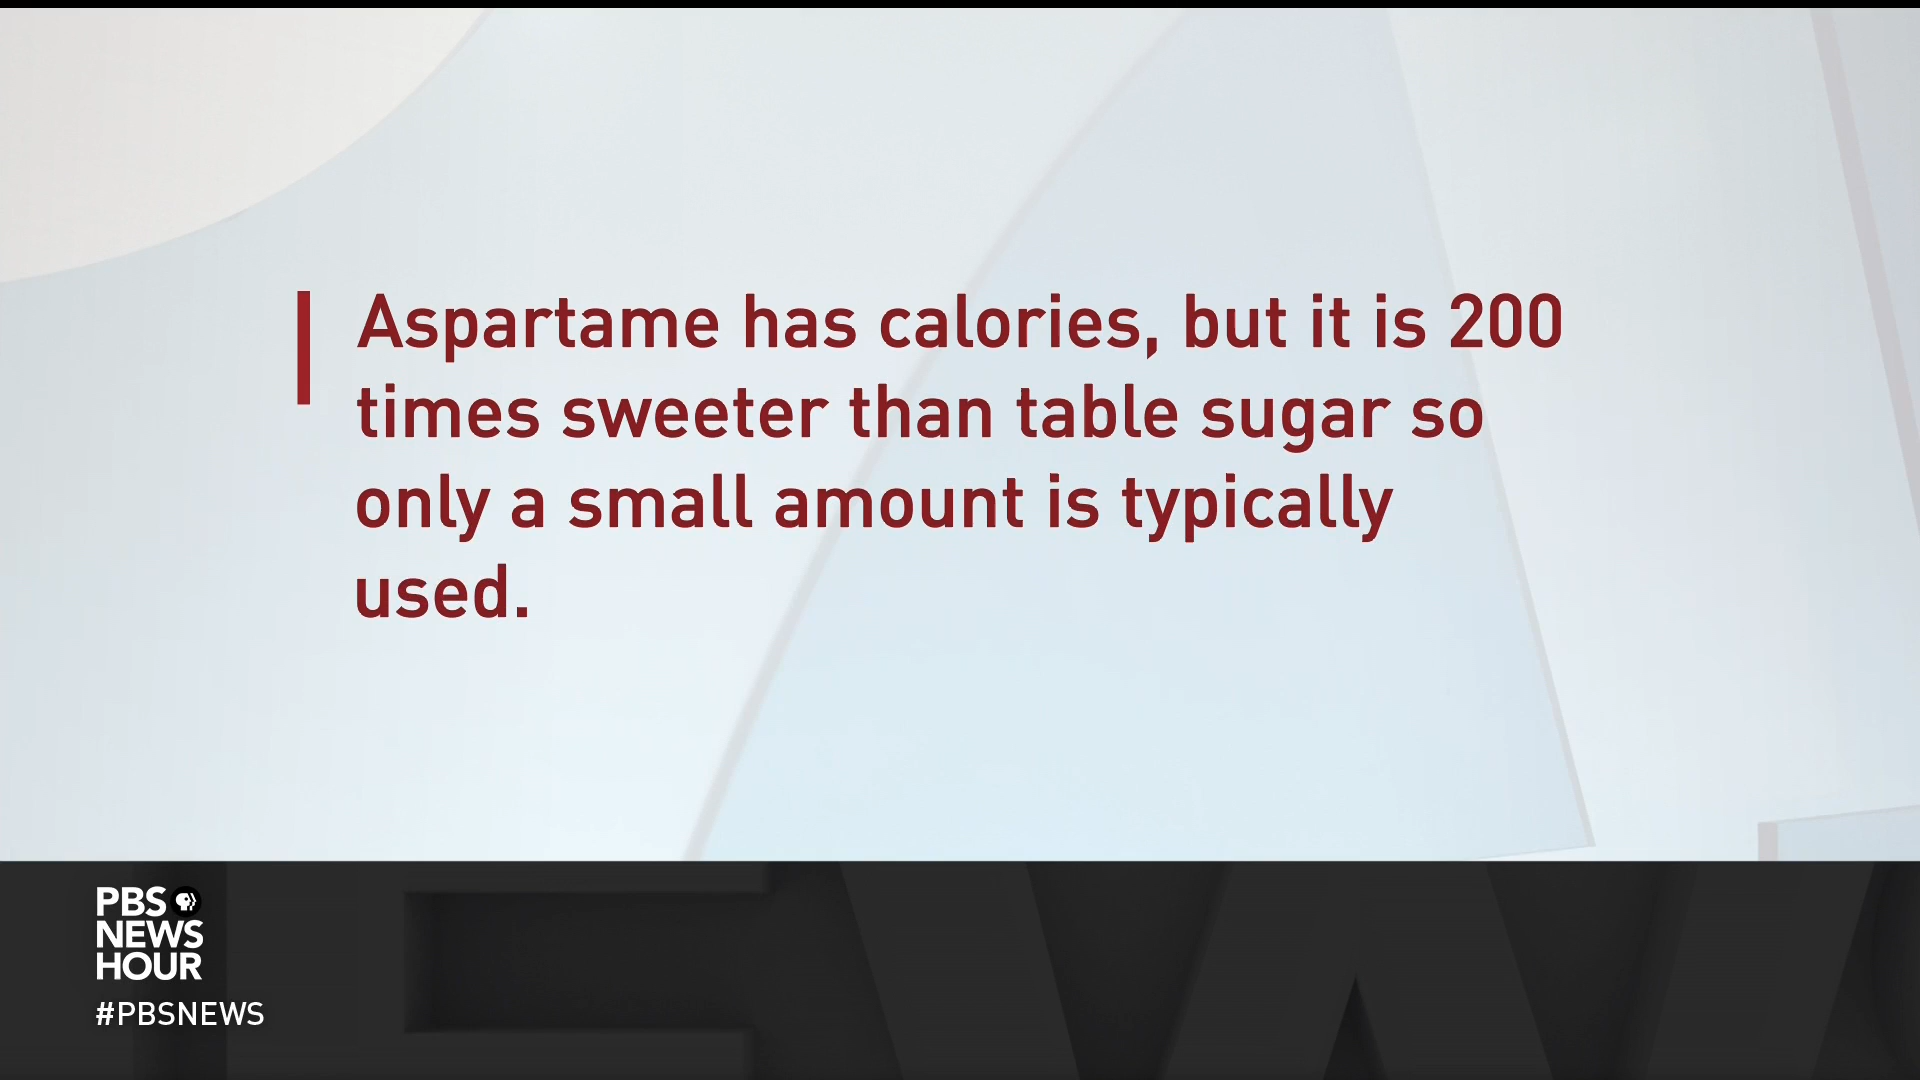 Aspartame has calories, but it is 200
times sweeter than table sugar so
only a small amount is typically
used.
PBS
NEWS
HOUR
#PBSNEWS